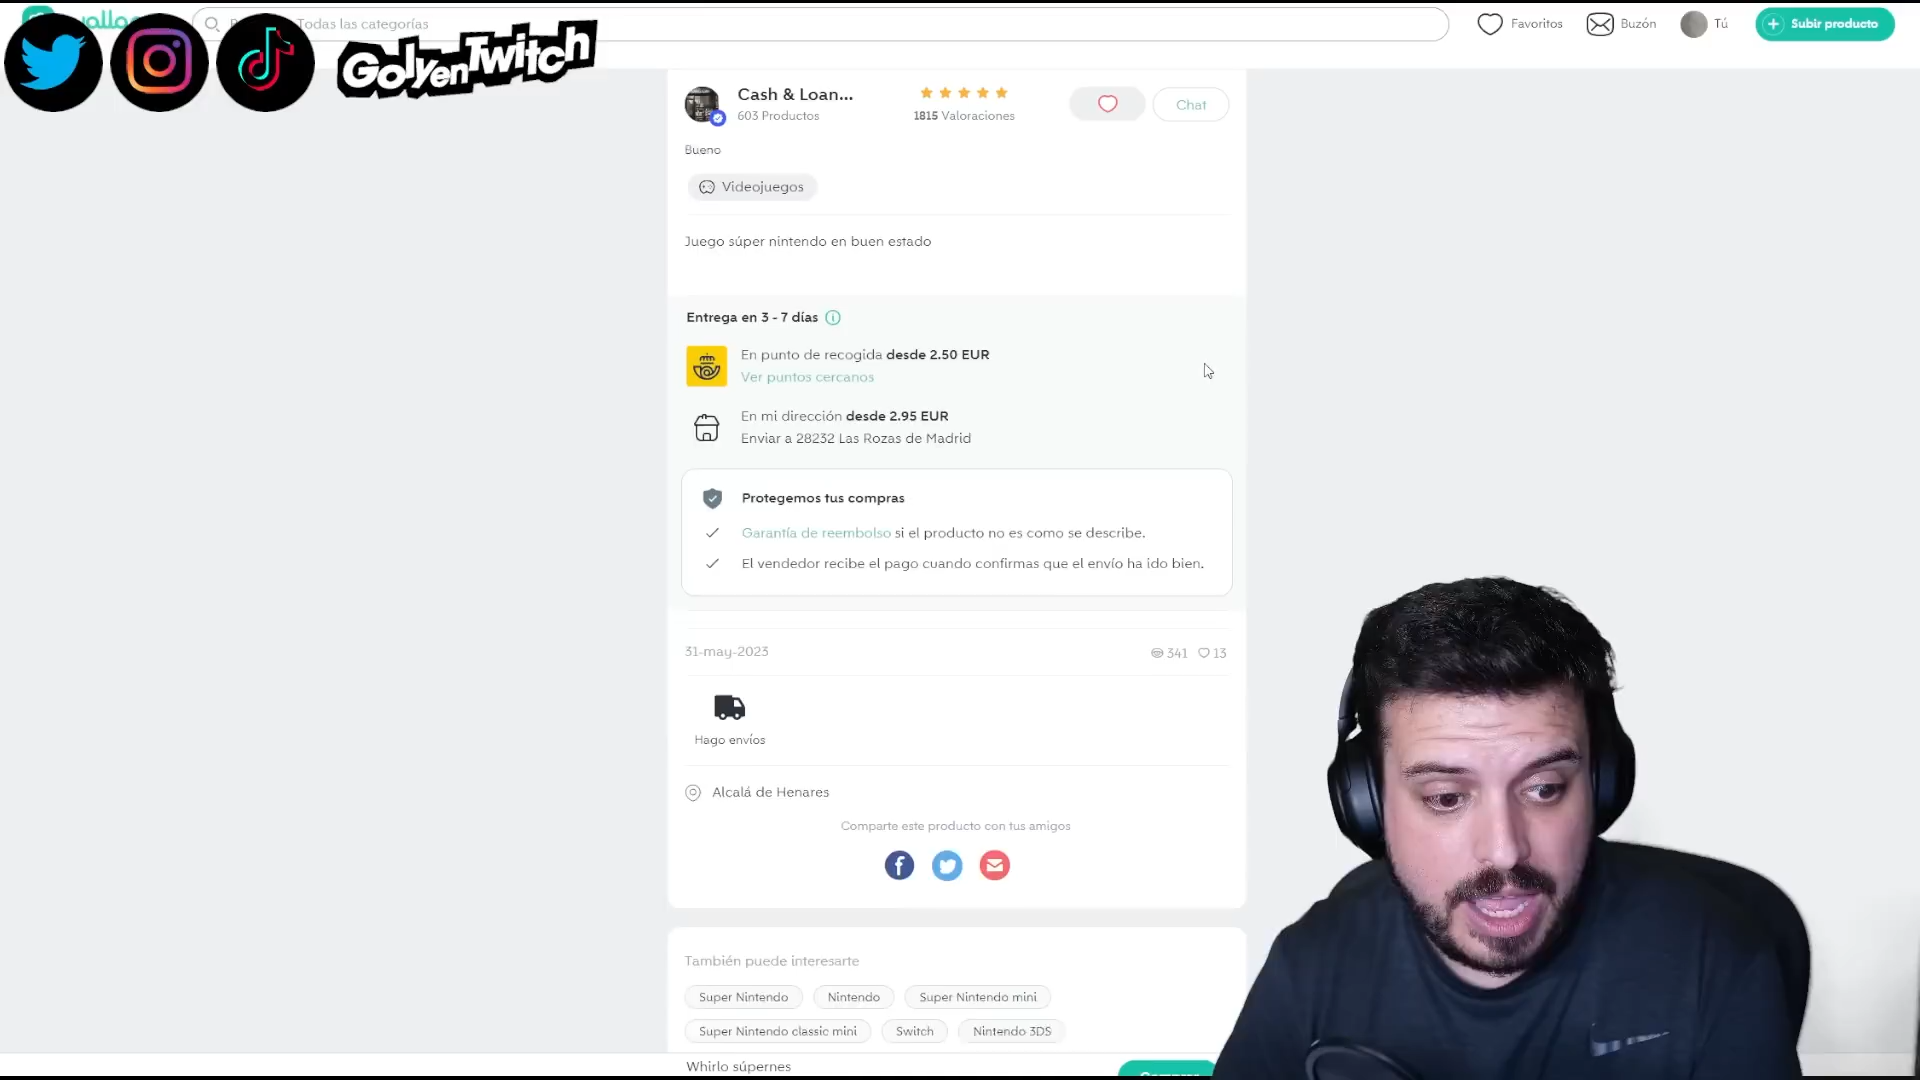 Todas las categorías
Favoritos
Buzón
Tú
Subir producto
GolyenTwitch
Cash & Loan...
603 Productos
1815 Valoraciones
Chat
Bueno
Videojuegos
Juego súper nintendo en buen estado
Entrega en 3 - 7 días
En punto de recogida desde 2.50 EUR
Ver puntos cercanos
En mi dirección desde 2.95 EUR
Enviar a 28232 Las Rozas de Madrid
Protegemos tus compras
Garantía de reembolso si el producto no es como se describe.
El vendedor recibe el pago cuando confirmas que el envío ha ido bien.
31-may-2023
341
13
Hago envíos
Alcalá de Henares
Comparte este producto con tus amigos
También puede interesarte
Super Nintendo
Nintendo
Super Nintendo mini
Super Nintendo classic mini
Switch
Nintendo 3DS
Whirlo súpernes